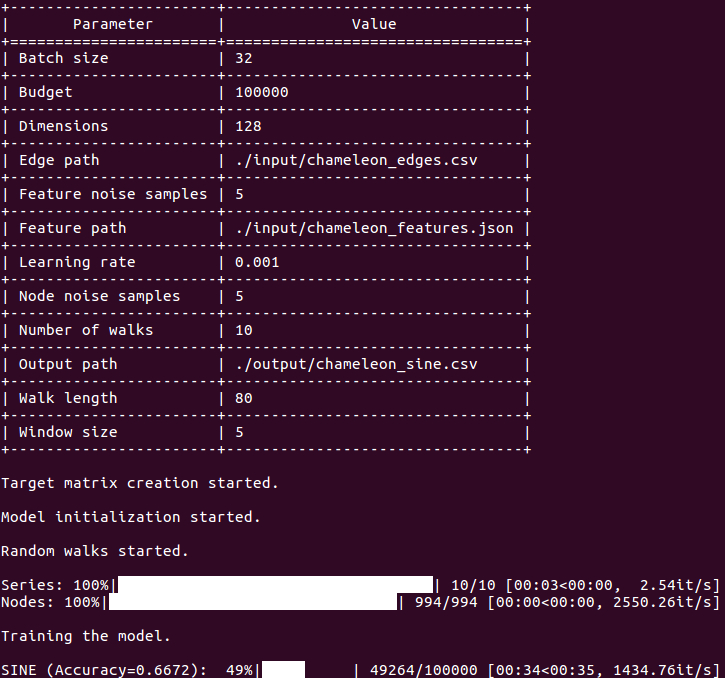 +------------------------+-----------------------------------+
| Parameter | Value |
+========================+===================================+
| Batch size | 32 |
+------------------------+-----------------------------------+
| Budget | 100000 |
+------------------------+-----------------------------------+
| Dimensions | 128 |
+------------------------+-----------------------------------+
| Edge path | ./input/chameleon_edges.csv |
+------------------------+-----------------------------------+
| Feature noise samples | 5 |
+------------------------+-----------------------------------+
| Feature path | ./input/chameleon_features.json |
+------------------------+-----------------------------------+
| Learning rate | 0.001 |
+------------------------+-----------------------------------+
| Node noise samples | 5 |
+------------------------+-----------------------------------+
| Number of walks | 10 |
+------------------------+-----------------------------------+
| Output path | ./output/chameleon_sine.csv |
+------------------------+-----------------------------------+
| Walk length | 80 |
+------------------------+-----------------------------------+
| Window size | 5 |
+------------------------+-----------------------------------+
Target matrix creation started.
Model initialization started.
Random walks started.
Series: 100%| | 10/10 [00:03<00:00, 2.54it/s]
Nodes: 100%| | 994/994 [00:00<00:00, 2550.26it/s]
Training the model.
SINE (Accuracy=0.6672): 49%| | 49264/100000 [00:34<00:35, 1434.76it/s]